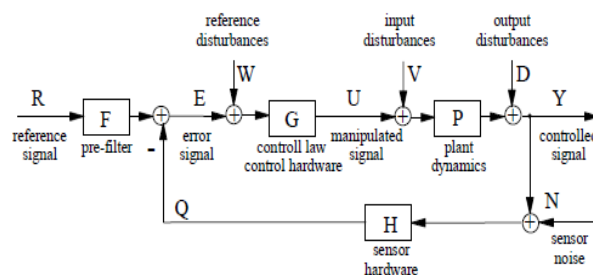 reference
disturbances
input
disturbances
output
disturbances
W
V
D
R
F
E
G
U
P
Y
reference
signal
pre-filter
error
signal
controll law
control hardware
manipulated
signal
plant
dynamics
controlled
signal
-
Q
H
N
sensor
hardware
sensor
noise